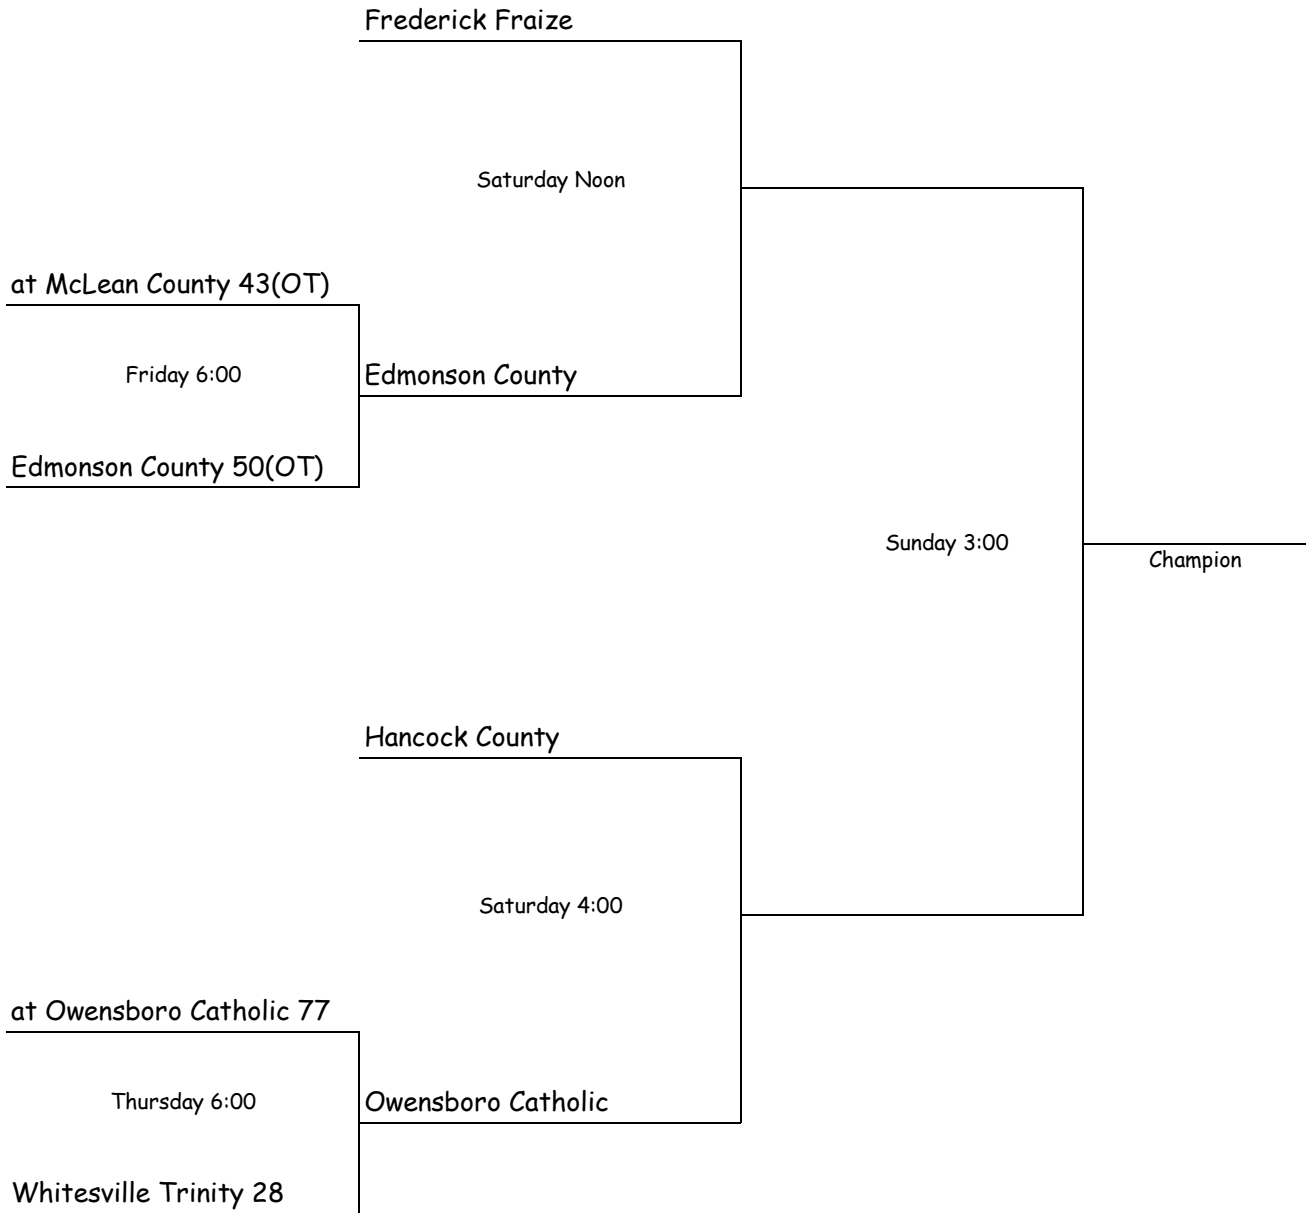 Frederick Fraize
Saturday Noon
at McLean County 43(OT)
Friday 6:00
Edmonson County
Edmonson County 50(OT)
Sunday 3:00
Champion
Hancock County
Saturday 4:00
at Owensboro Catholic 77
Thursday 6:00
Owensboro Catholic
Whitesville Trinity 28